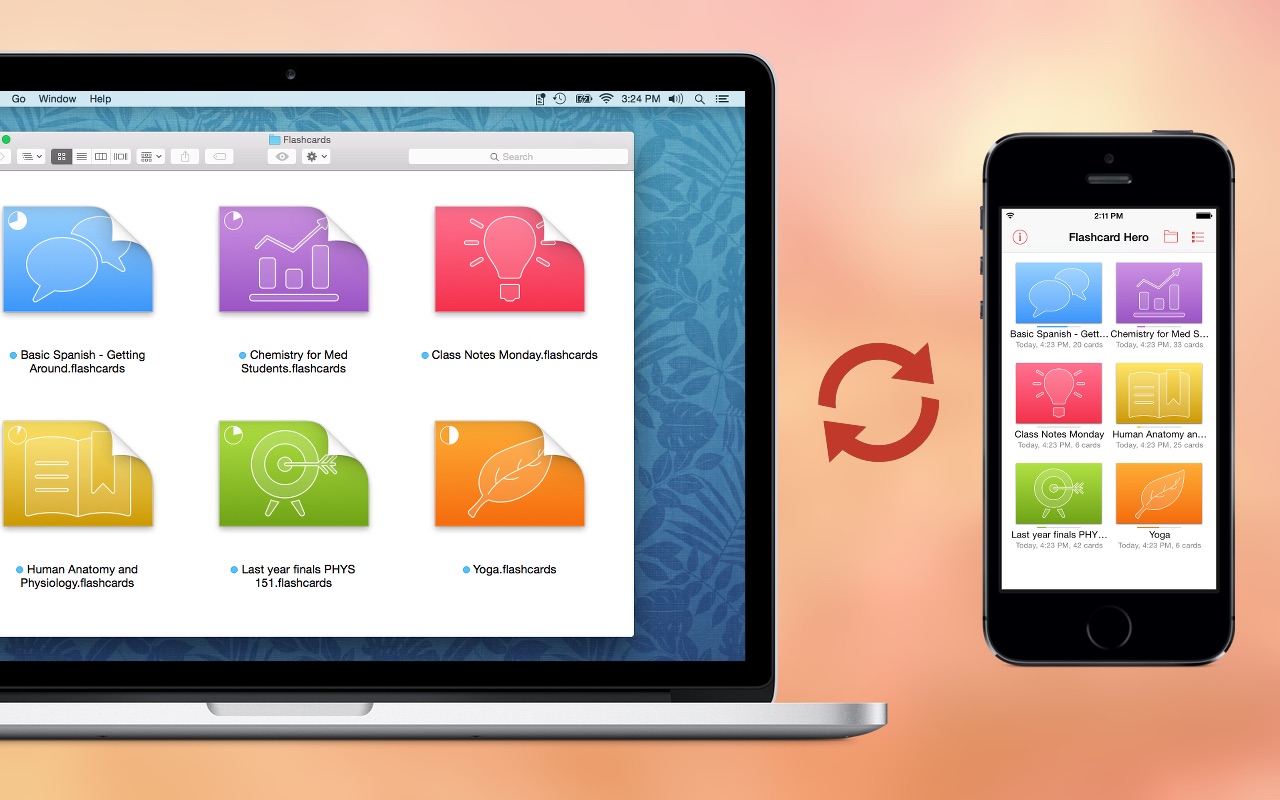 Go Window Help
3:24 PM
Flashcards
Search
Basic Spanish - Getting
Around.flashcards
Chemistry for Med
Students.flashcards
Class Notes Monday.flashcards
Human Anatomy and
Physiology.flashcards
Last year finals PHYS
151.flashcards
Yoga.flashcards
2:11 PM
Flashcard Hero
Basic Spanish - Gett...
Today, 4:23 PM, 20 cards
Chemistry for Med S...
Today, 4:23 PM, 33 cards
Class Notes Monday
Today, 4:23 PM, 6 cards
Human Anatomy an...
Today, 4:23 PM, 25 cards
Last year finals PHY...
Today, 4:23 PM, 42 cards
Yoga
Today, 4:23 PM, 6 cards